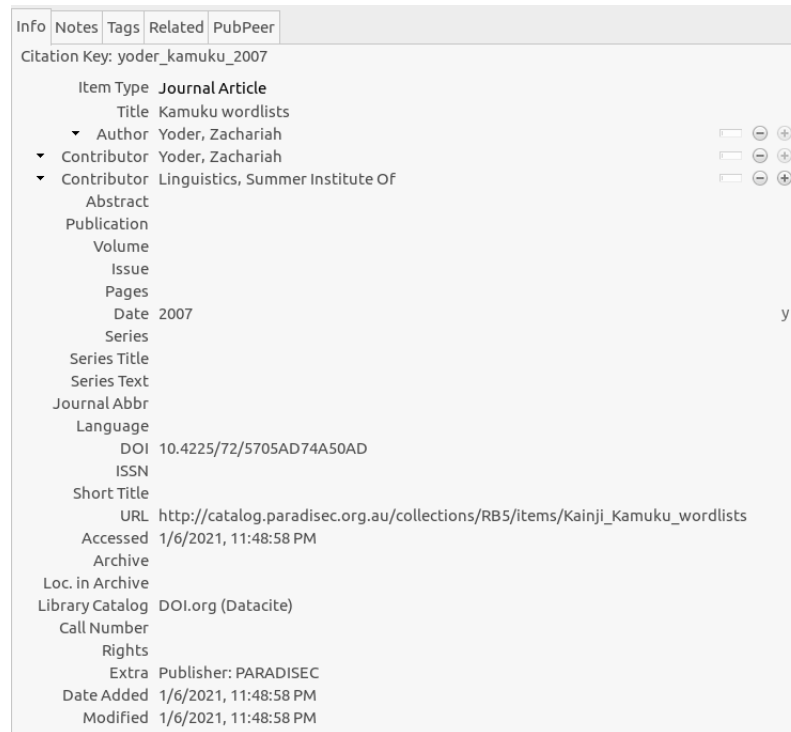 Info Notes Tags Related PubPeer
Citation Key: yoder_kamuku_2007
Item Type Journal Article
Title Kamuku wordlists
Author Yoder, Zachariah
Contributor Yoder, Zachariah
Contributor Linguistics, Summer Institute Of
Abstract
Publication
Volume
Issue
Pages
Date 2007 y
Series
Series Title
Series Text
Journal Abbr
Language
DOI 10.4225/72/5705AD74A50AD
ISSN
Short Title
URL http://catalog.paradisec.org.au/collections/RB5/items/Kainji_Kamuku_wordlists
Accessed 1/6/2021, 11:48:58 PM
Archive
Loc. in Archive
Library Catalog DOI.org (Datacite)
Call Number
Rights
Extra Publisher: PARADISEC
Date Added 1/6/2021, 11:48:58 PM
Modified 1/6/2021, 11:48:58 PM